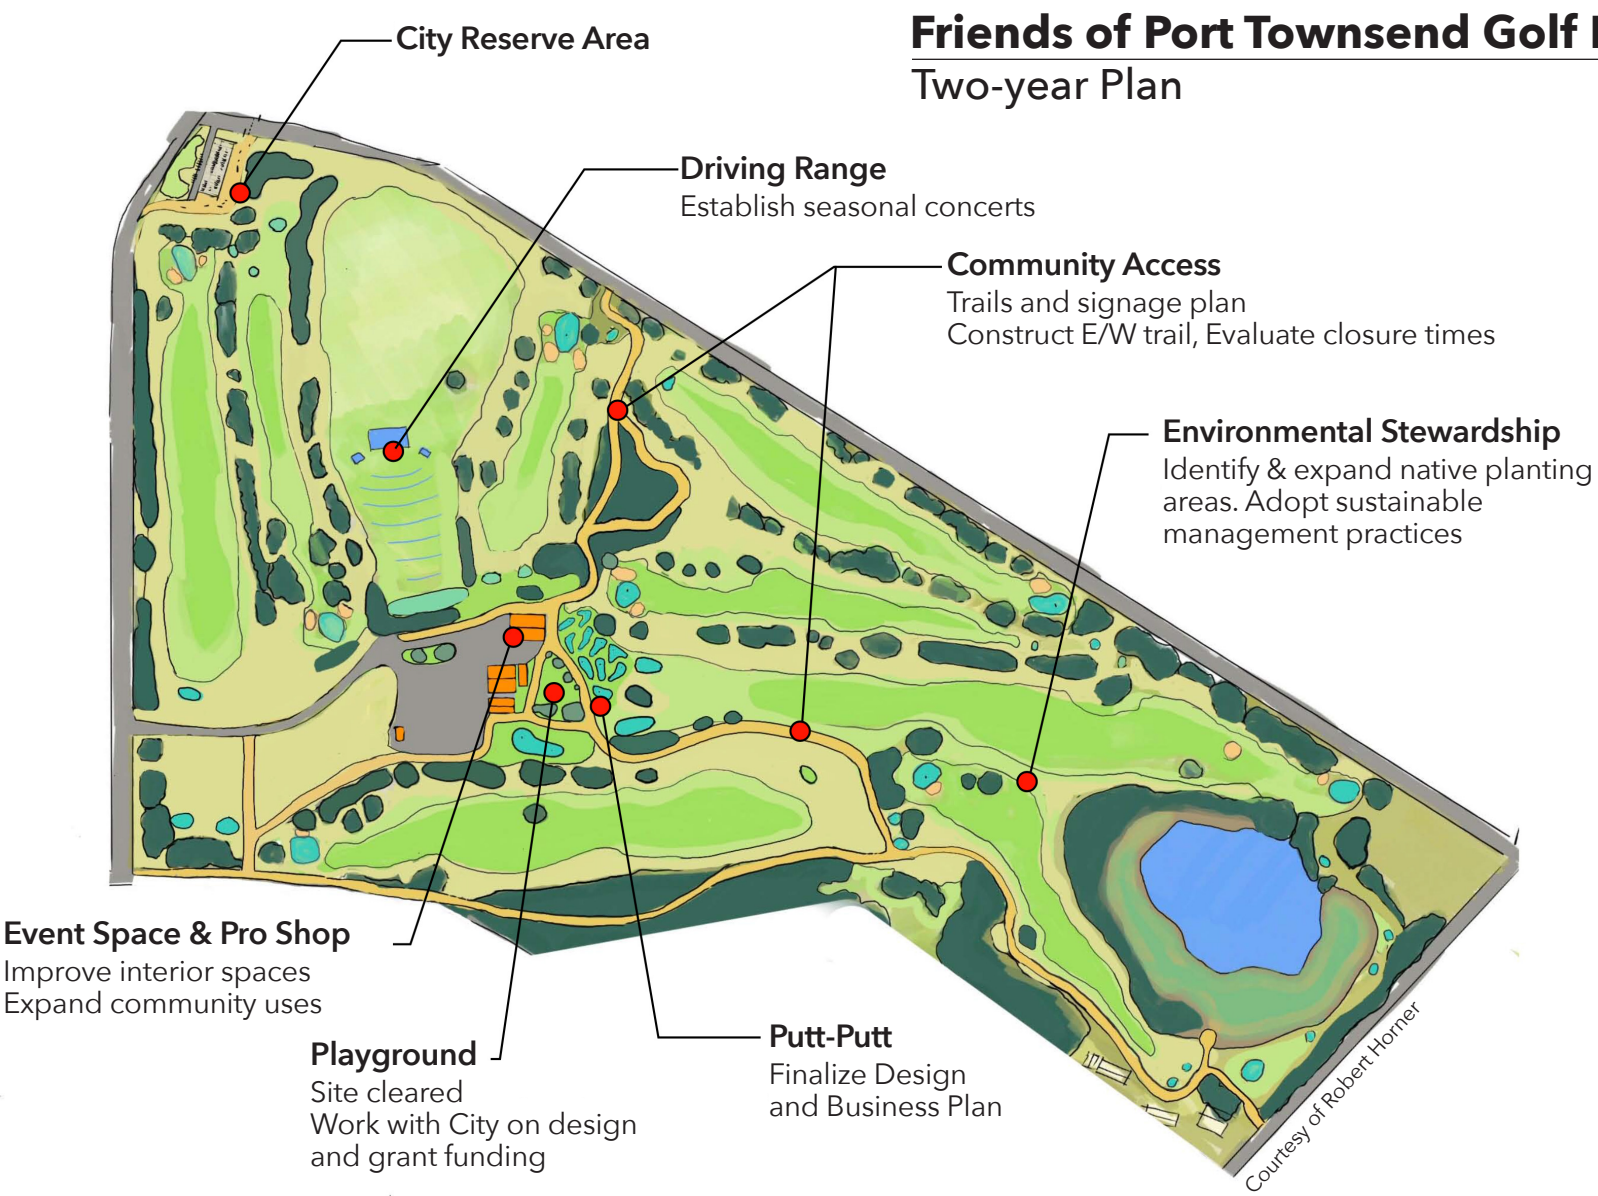 Friends of Port Townsend Golf
Two-year Plan
City Reserve Area
Driving Range
Establish seasonal concerts
Community Access
Trails and signage plan
Construct E/W trail, Evaluate closure times
Environmental Stewardship
Identify & expand native planting
areas. Adopt sustainable
management practices
Event Space & Pro Shop
Improve interior spaces
Expand community uses
Playground
Site cleared
Work with City on design
and grant funding
Putt-Putt
Finalize Design
and Business Plan
Courtesy of Robert Horner